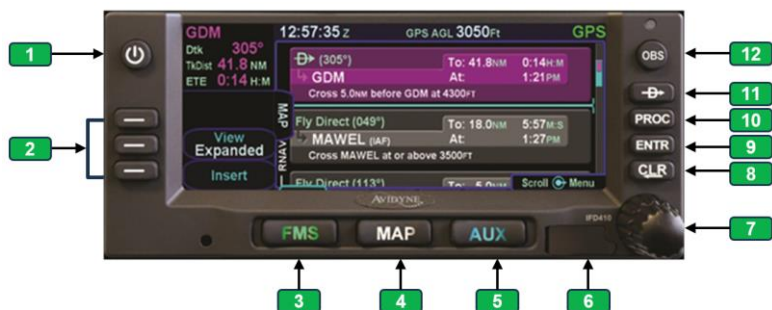 GDM
Dtk 305°
TkDist 41.8 NM
ETE 0:14 H:M
12:57:35 Z GPS AGL 3050Ft GPS
(305°) To: 41.8NM 0:14H:M
GDM At: 1:21PM
Cross 5.0NM before GDM at 4300FT
MAP
Fly Direct (049°) To: 18.0NM 5:57M:S
MAWEL (IAF) At: 1:27PM
Cross MAWEL at or above 3500FT
RNAV
Fly Direct (113°) To: 5.0NM
Scroll Menu
View
Expanded
Insert
AVIDYNE
IFD410
FMS MAP AUX
OBS
D
PROC
ENTR
CLR
1
2
3
4
5
6
7
8
9
10
11
12